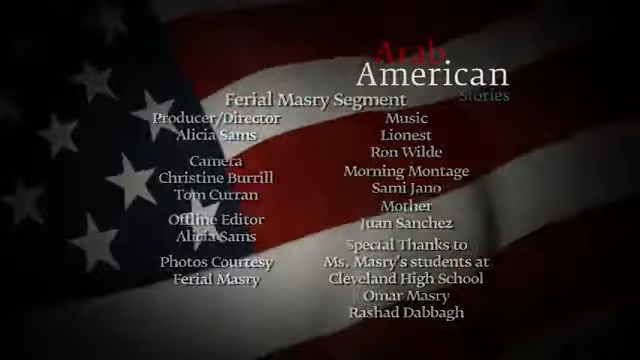 Arab
American
Stories
Ferial Masry Segment
Producer/Director
Alicia Sams
Camera
Christine Burrill
Tom Curran
Offline Editor
Alicia Sams
Photos Courtesy
Ferial Masry
Music
Lionest
Ron Wilde
Morning Montage
Sami Jano
Mother
Juan Sanchez
Special Thanks to
Ms. Masry's students at
Cleveland High School
Omar Masry
Rashad Dabbagh